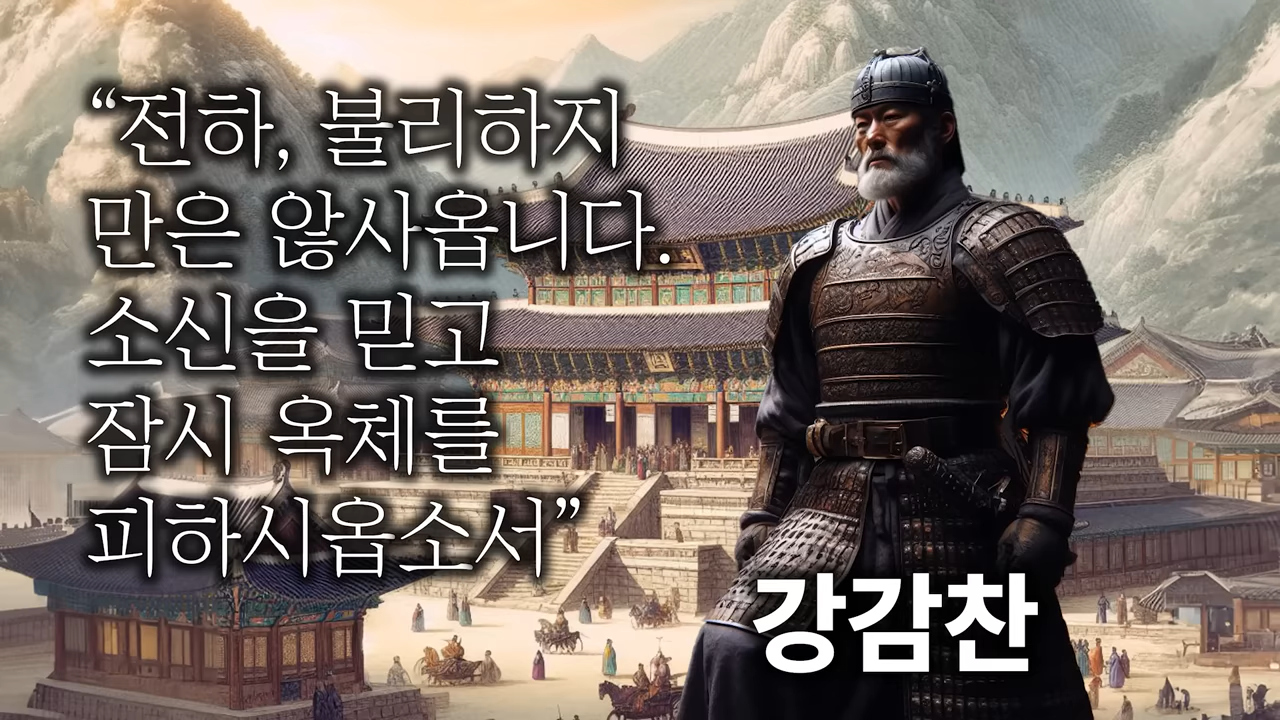 “전하, 불리하지
만은 않사옵니다.
소신을 믿고
잠시 옥체를
피하시옵소서”
강감찬